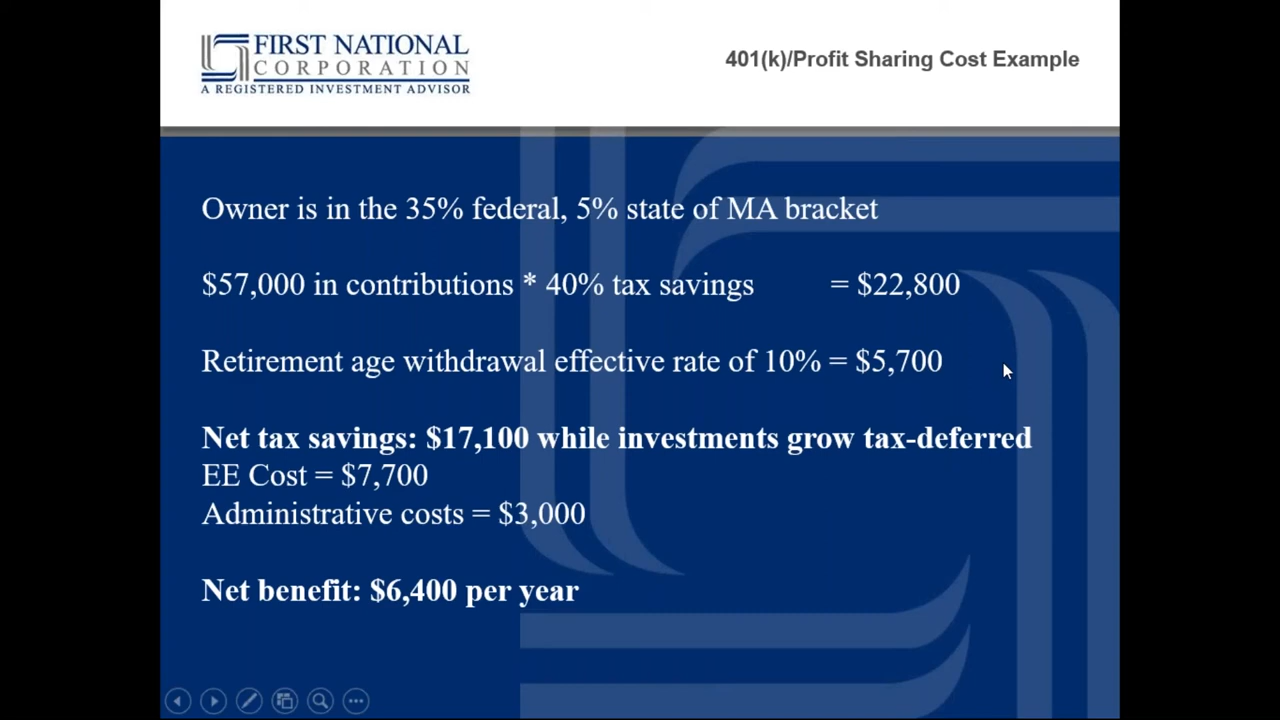 FIRST NATIONAL
CORPORATION
A REGISTERED INVESTMENT ADVISOR
401(k)/Profit Sharing Cost Example
Owner is in the 35% federal, 5% state of MA bracket
$57,000 in contributions * 40% tax savings = $22,800
Retirement age withdrawal effective rate of 10% = $5,700
Net tax savings: $17,100 while investments grow tax-deferred
EE Cost = $7,700
Administrative costs = $3,000
Net benefit: $6,400 per year